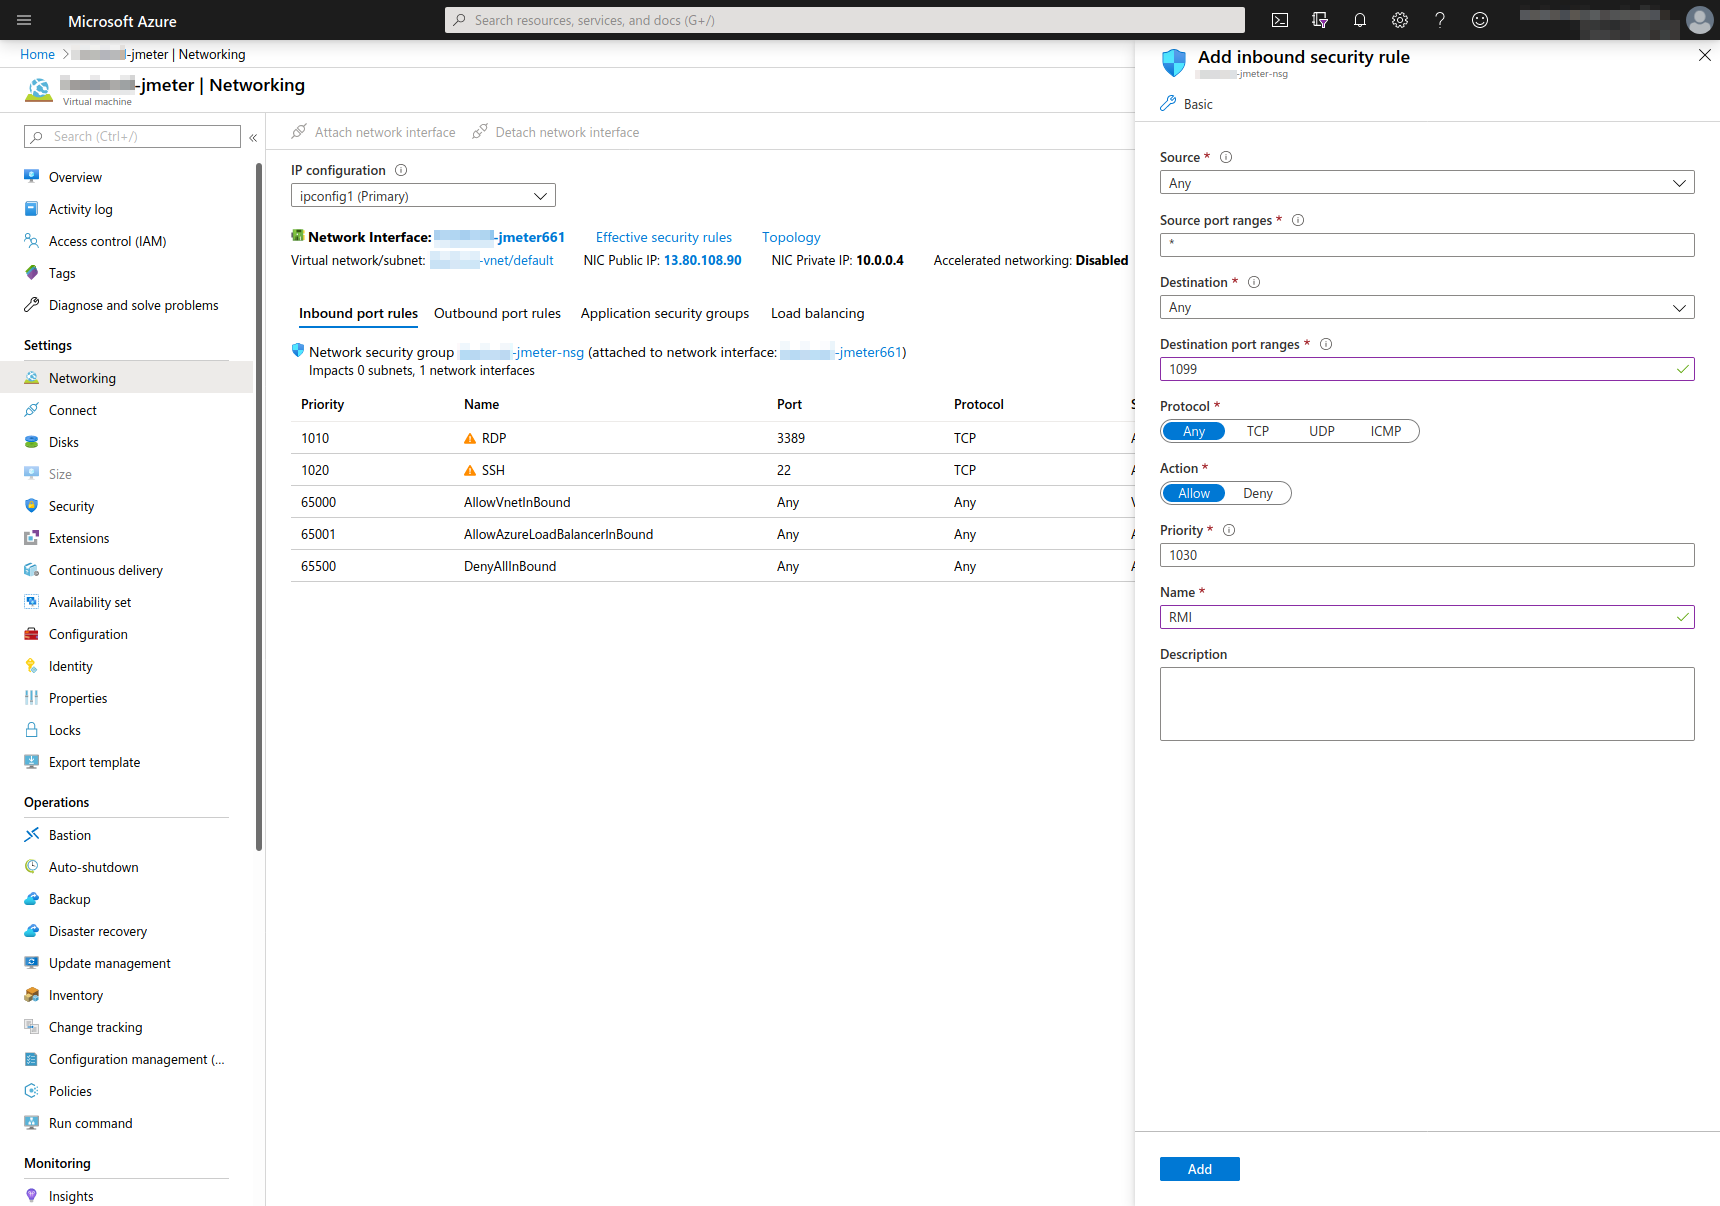 Microsoft Azure
Search resources, services, and docs (G+/)
Home > -jmeter | Networking
-jmeter | Networking
Virtual machine
Search (Ctrl+/)
«
Overview
Activity log
Access control (IAM)
Tags
Diagnose and solve problems
Settings
Networking
Connect
Disks
Size
Security
Extensions
Continuous delivery
Availability set
Configuration
Identity
Properties
Locks
Export template
Operations
Bastion
Auto-shutdown
Backup
Disaster recovery
Update management
Inventory
Change tracking
Configuration management (...
Policies
Run command
Monitoring
Insights
Attach network interface Detach network interface
IP configuration
ipconfig1 (Primary)
Network Interface: -jmeter661 Effective security rules Topology
Virtual network/subnet: -vnet/default NIC Public IP: 13.80.108.90 NIC Private IP: 10.0.0.4 Accelerated networking: Disabled
Inbound port rules Outbound port rules Application security groups Load balancing
Network security group -jmeter-nsg (attached to network interface: -jmeter661)
Impacts 0 subnets, 1 network interfaces
Priority Name Port Protocol
1010 RDP 3389 TCP
1020 SSH 22 TCP
65000 AllowVnetInBound Any Any
65001 AllowAzureLoadBalancerInBound Any Any
65500 DenyAllInBound Any Any
Add inbound security rule
-jmeter-nsg
Basic
Source *
Any
Source port ranges *
*
Destination *
Any
Destination port ranges *
1099
Protocol *
Any TCP UDP ICMP
Action *
Allow Deny
Priority *
1030
Name *
RMI
Description
Add